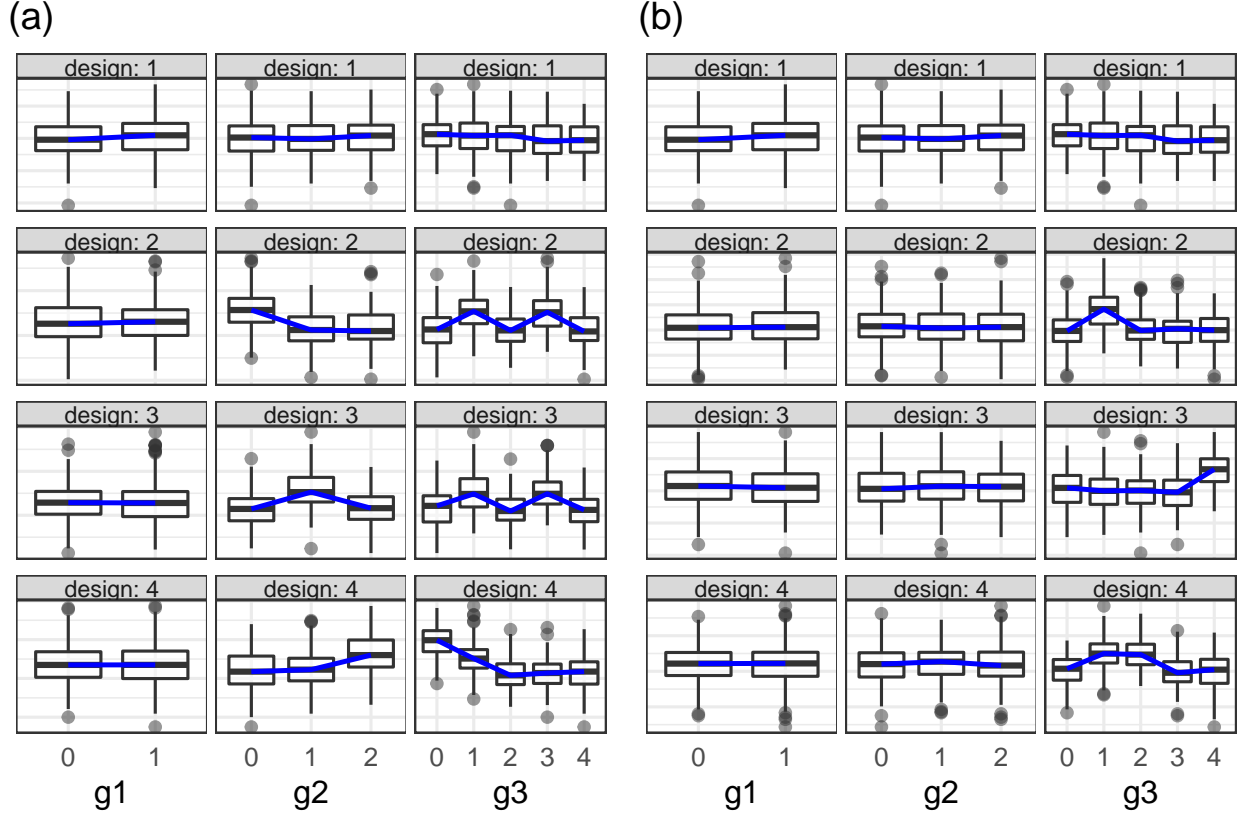 (a) (b)
design: 1 design: 1 design: 1 design: 1 design: 1 design: 1
design: 2 design: 2 design: 2 design: 2 design: 2 design: 2
design: 3 design: 3 design: 3 design: 3 design: 3 design: 3
design: 4 design: 4 design: 4 design: 4 design: 4 design: 4
0 1 0 1 2 0 1 2 3 4 0 1 0 1 2 0 1 2 3 4
g1 g2 g3 g1 g2 g3